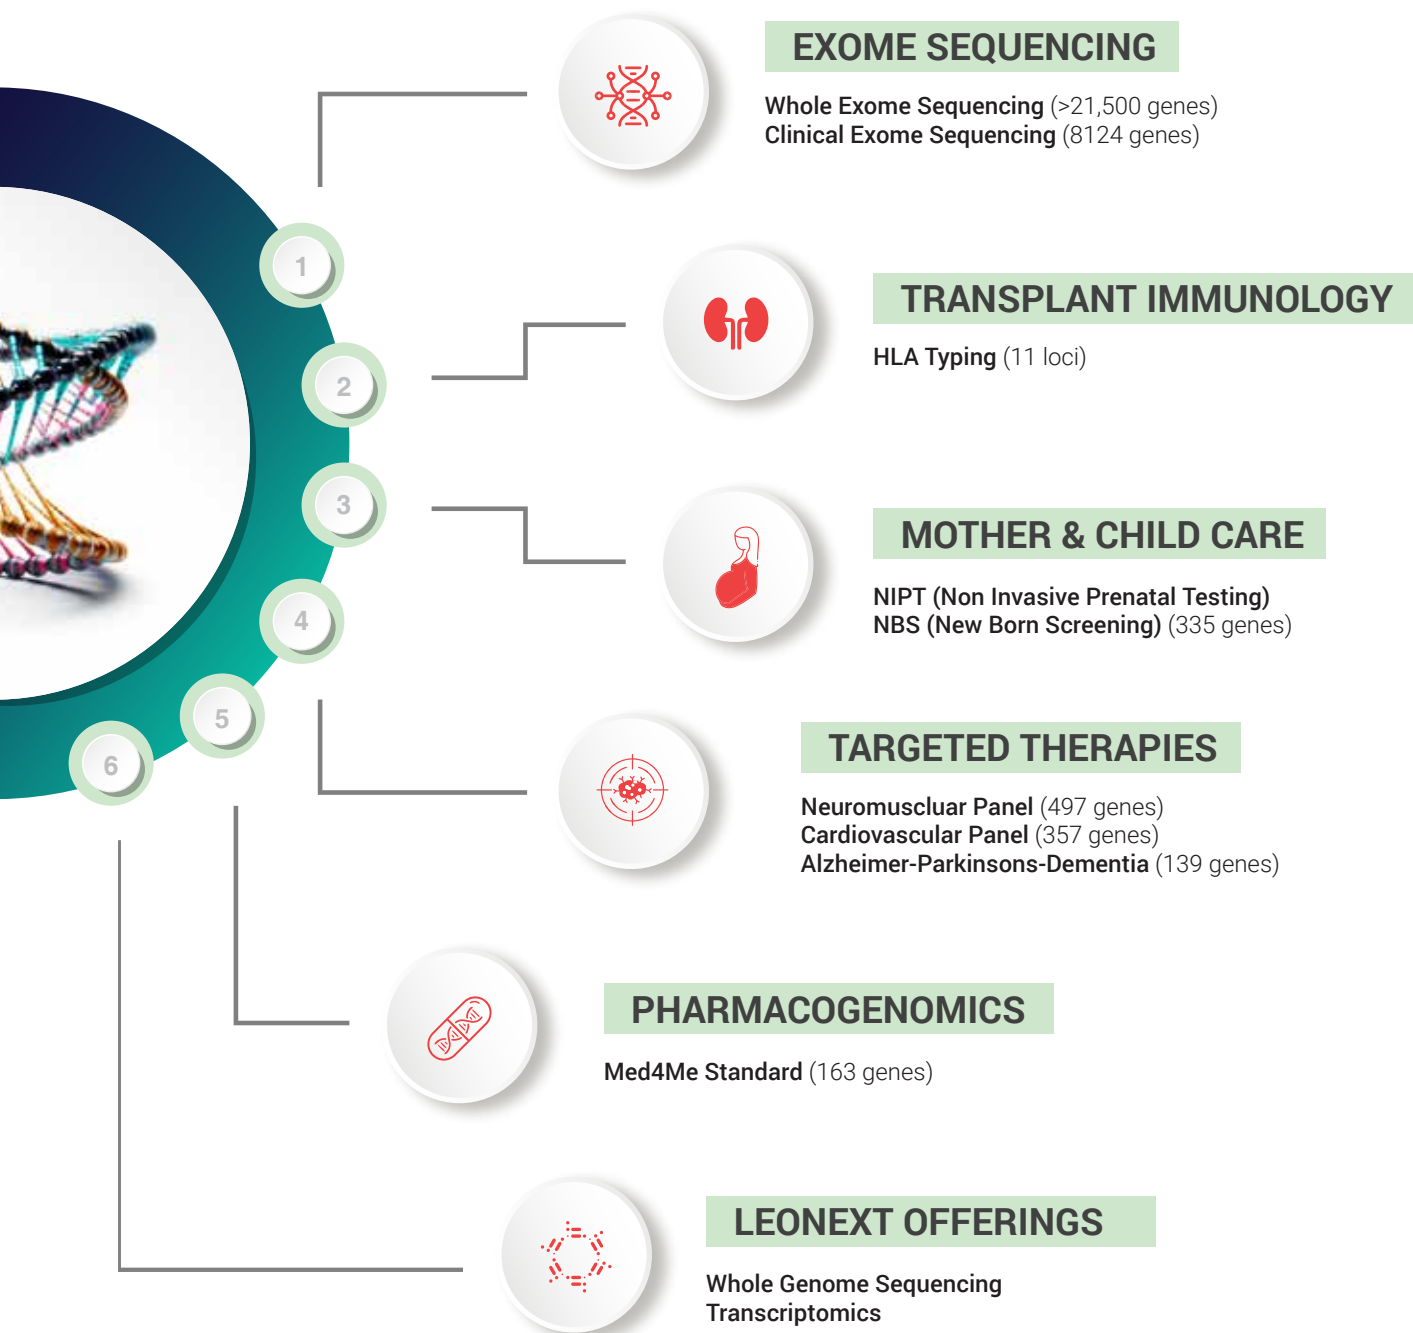 EXOME SEQUENCING
Whole Exome Sequencing (>21,500 genes)
Clinical Exome Sequencing (8124 genes)
1
TRANSPLANT IMMUNOLOGY
HLA Typing (11 loci)
2
3
MOTHER & CHILD CARE
NIPT (Non Invasive Prenatal Testing)
NBS (New Born Screening) (335 genes)
4
5
6
TARGETED THERAPIES
Neuromuscluar Panel (497 genes)
Cardiovascular Panel (357 genes)
Alzheimer-Parkinsons-Dementia (139 genes)
PHARMACOGENOMICS
Med4Me Standard (163 genes)
LEONEXT OFFERINGS
Whole Genome Sequencing
Transcriptomics